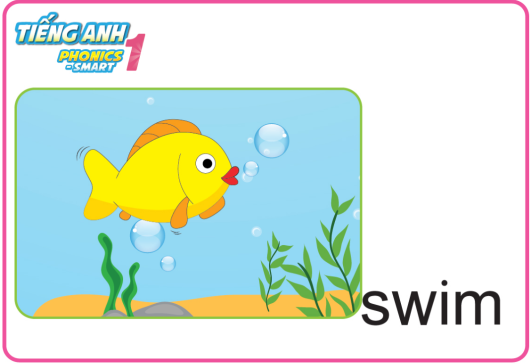 TIẾNG ANH
PHONICS
-SMART 1
swim